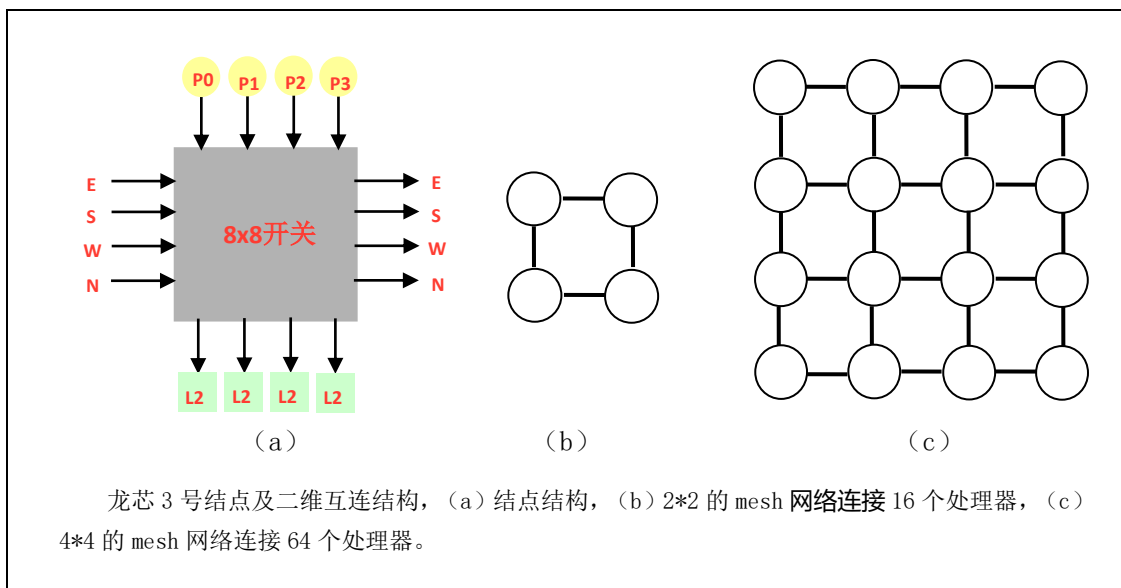 P0 P1 P2 P3
E E
S S
8x8开关
W W
N N
L2 L2 L2 L2
（a） （b） （c）
龙芯 3 号结点及二维互连结构，（a）结点结构，（b）2*2 的 mesh 网络连接 16 个处理器，（c）
4*4 的 mesh 网络连接 64 个处理器。